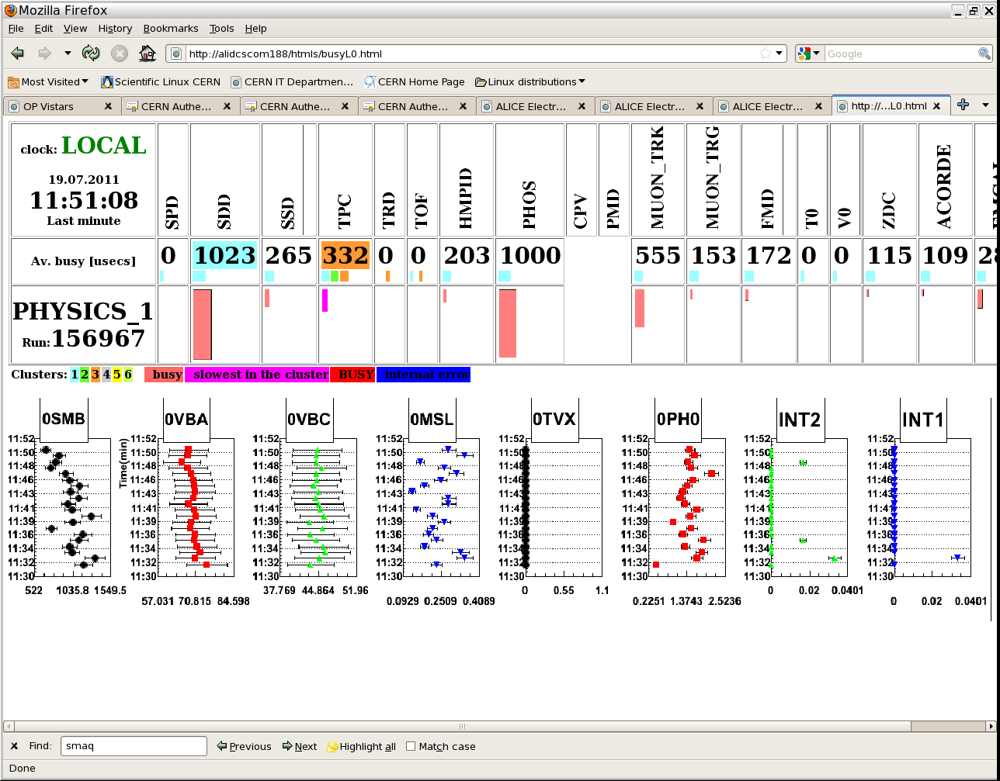 Mozilla Firefox
File Edit View History Bookmarks Tools Help
http://alidcscom188/htmls/busyL0.html Google
Most Visited Scientific Linux CERN CERN IT Departmen... CERN Home Page Linux distributions
OP Vistars CERN Authe... CERN Authe... CERN Authe... ALICE Electr... ALICE Electr... ALICE Electr... http://...L0.html
clock: LOCAL
19.07.2011
11:51:08
Last minute
SPD SDD SSD TPC TRD TOF HMPID PHOS CPV PMD MUON_TRK MUON_TRG FMD T0 V0 ZDC ACORDE
Av. busy [usecs] 0 1023 265 332 0 0 203 1000 555 153 172 0 0 115 109
PHYSICS_1
Run:156967
Clusters: 1 2 3 4 5 6 busy slowest in the cluster BUSY internal error
0SMB 0VBA 0VBC 0MSL 0TVX 0PH0 INT2 INT1
Time(min)
11:52 11:52 11:52 11:52 11:52 11:52 11:52 11:52
11:50 11:50 11:50 11:50 11:50 11:50 11:50 11:50
11:48 11:48 11:48 11:48 11:48 11:48 11:48 11:48
11:46 11:46 11:46 11:46 11:46 11:46 11:46 11:46
11:43 11:43 11:43 11:43 11:43 11:43 11:43 11:43
11:41 11:41 11:41 11:41 11:41 11:41 11:41 11:41
11:39 11:39 11:39 11:39 11:39 11:39 11:39 11:39
11:36 11:36 11:36 11:36 11:36 11:36 11:36 11:36
11:34 11:34 11:34 11:34 11:34 11:34 11:34 11:34
11:32 11:32 11:32 11:32 11:32 11:32 11:32 11:32
11:30 11:30 11:30 11:30 11:30 11:30 11:30 11:30
522 1035.8 1549.5 37.769 44.864 51.96 0 0.55 1.1 0 0.02 0.0401
57.031 70.815 84.598 0.0929 0.2509 0.4089 0.2251 1.3743 2.5236 0 0.02 0.0401
Find: smaq Previous Next Highlight all Match case
Done